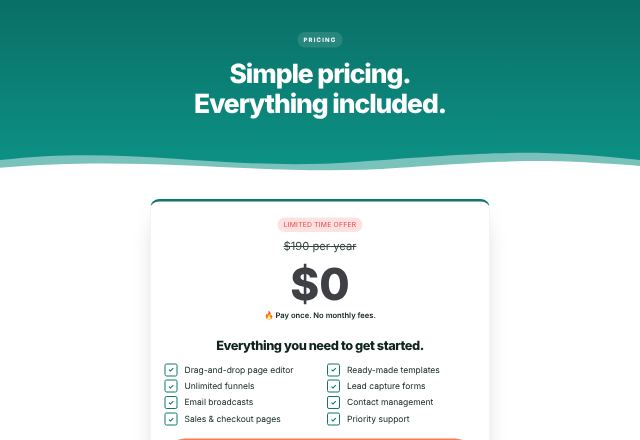 PRICING
Simple pricing.
Everything included.
LIMITED TIME OFFER
$190 per year
$0
🔥 Pay once. No monthly fees.
Everything you need to get started.
Drag-and-drop page editor
Ready-made templates
Unlimited funnels
Lead capture forms
Email broadcasts
Contact management
Sales & checkout pages
Priority support